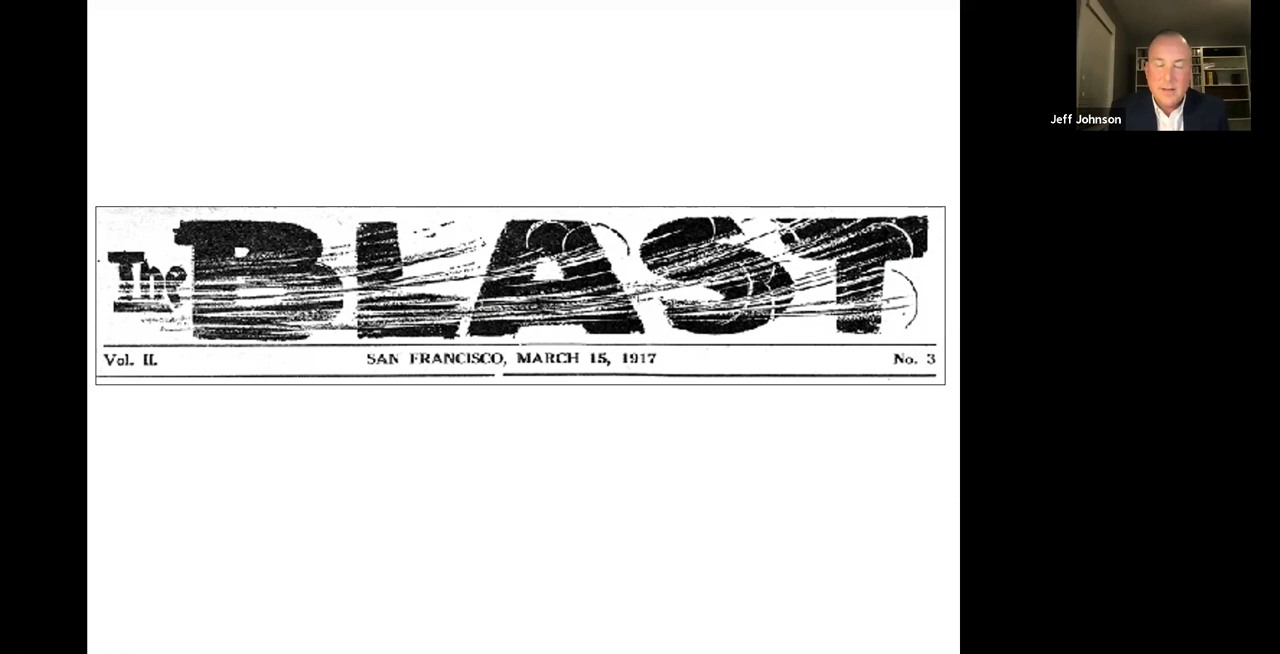 The BLAST
Vol. II. SAN FRANCISCO, MARCH 15, 1917 No. 3
Jeff Johnson